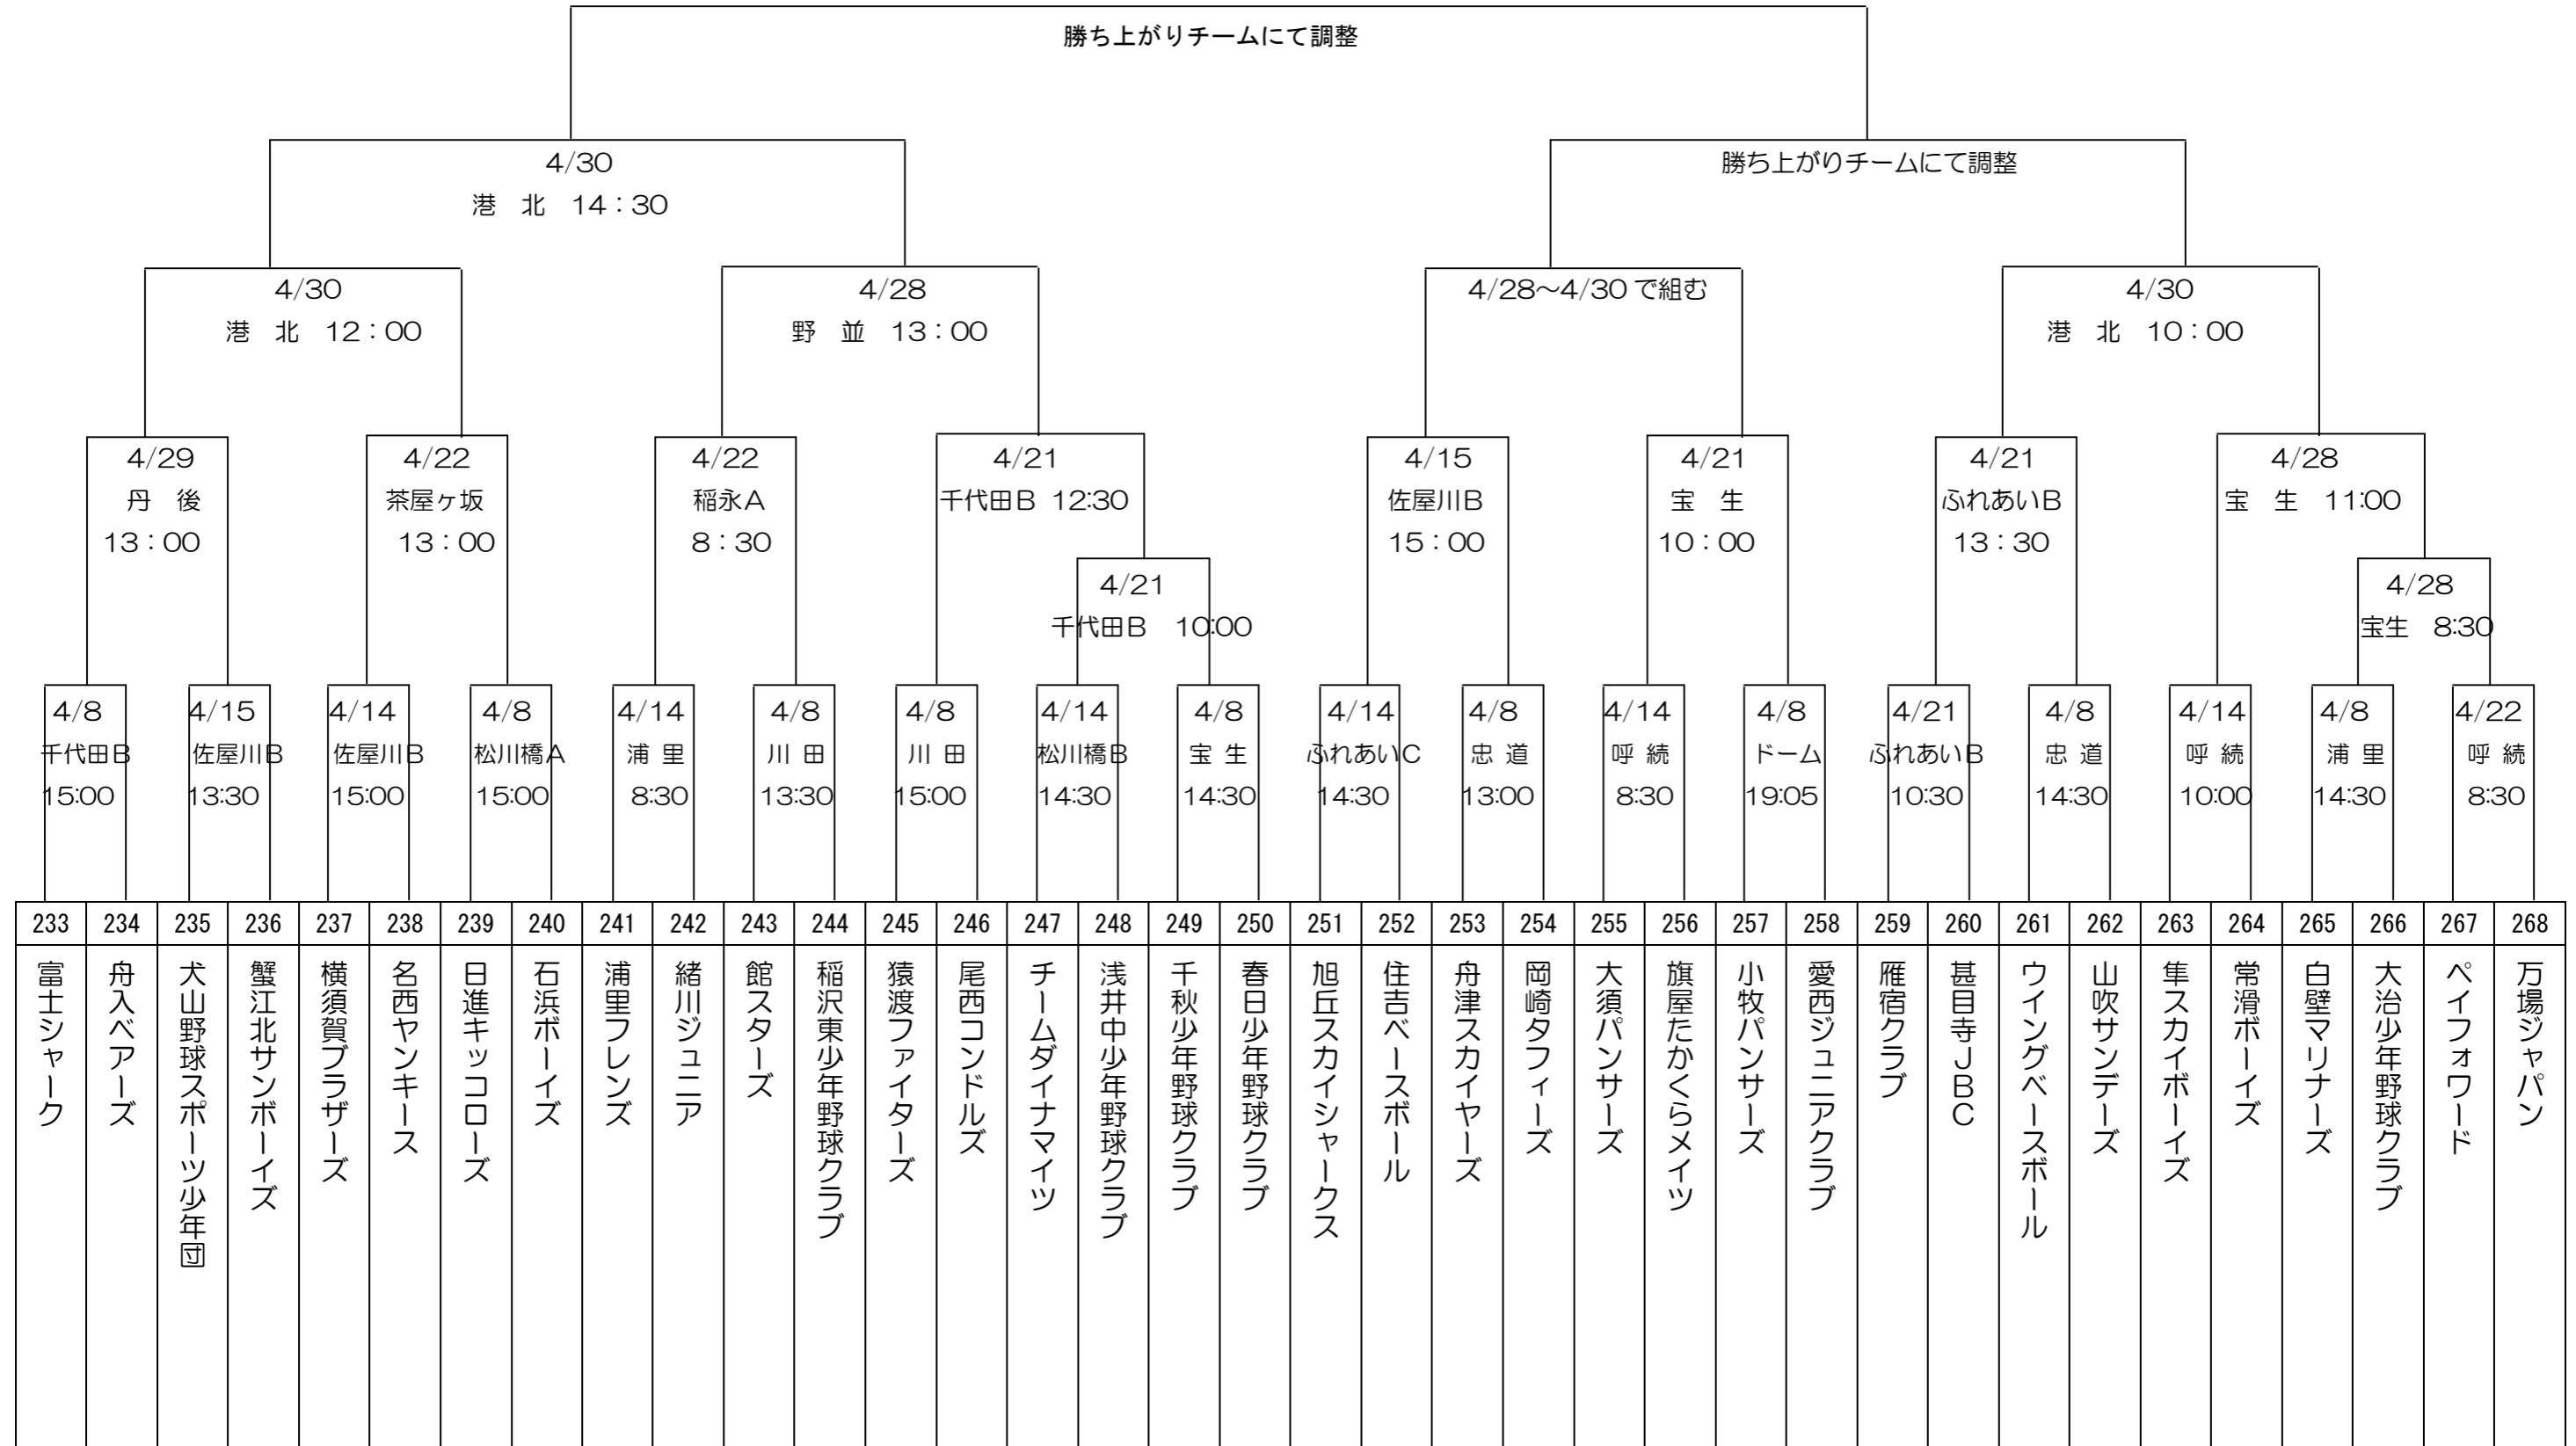 勝ち上がりチームにて調整
4/30
港 北 14：30
勝ち上がりチームにて調整
4/30
港 北 12：00
4/28
野 並 13：00
4/28～4/30で組む
4/30
港 北 10：00
4/29
丹 後
13：00
4/22
茶屋ヶ坂
13：00
4/22
稲永A
8：30
4/21
千代田B 12:30
4/21
千代田B 10:00
4/15
佐屋川B
15：00
4/21
宝 生
10：00
4/21
ふれあいB
13：30
4/28
宝 生 11:00
4/28
宝生 8:30
4/8
千代田B
15:00
4/15
佐屋川B
13:30
4/14
佐屋川B
15:00
4/8
松川橋A
15:00
4/14
浦 里
8:30
4/8
川 田
13:30
4/8
川 田
15:00
4/14
松川橋B
14:30
4/8
宝 生
14:30
4/14
ふれあいC
14:30
4/8
忠 道
13:00
4/14
呼 続
8:30
4/8
ドーム
19:05
4/21
ふれあいB
10:30
4/8
忠 道
14:30
4/14
呼 続
10:00
4/8
浦 里
14:30
4/22
呼 続
8:30
233
富士シャーク
234
舟入ベアーズ
235
犬山野球スポーツ少年団
236
蟹江北サンボーイズ
237
横須賀ブラザーズ
238
名西ヤンキース
239
日進キッコローズ
240
石浜ボーイズ
241
浦里フレンズ
242
緒川ジュニア
243
館スターズ
244
稲沢東少年野球クラブ
245
猿渡ファイターズ
246
尾西コンドルズ
247
チームダイナマイツ
248
浅井中少年野球クラブ
249
千秋少年野球クラブ
250
春日少年野球クラブ
251
旭丘スカイシャークス
252
住吉ベースボール
253
舟津スカイヤーズ
254
岡崎タフィーズ
255
大須パンサーズ
256
旗屋たかくらメイツ
257
小牧パンサーズ
258
愛西ジュニアクラブ
259
雁宿クラブ
260
甚目寺JBC
261
ウイングベースボール
262
山吹サンデーズ
263
隼スカイボーイズ
264
常滑ボーイズ
265
白壁マリナーズ
266
大治少年野球クラブ
267
ペイフォワード
268
万場ジャパン